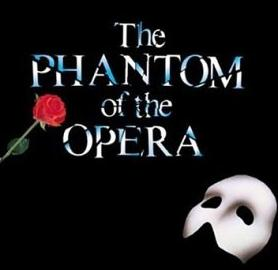 The
PHANTOM
of the
OPERA